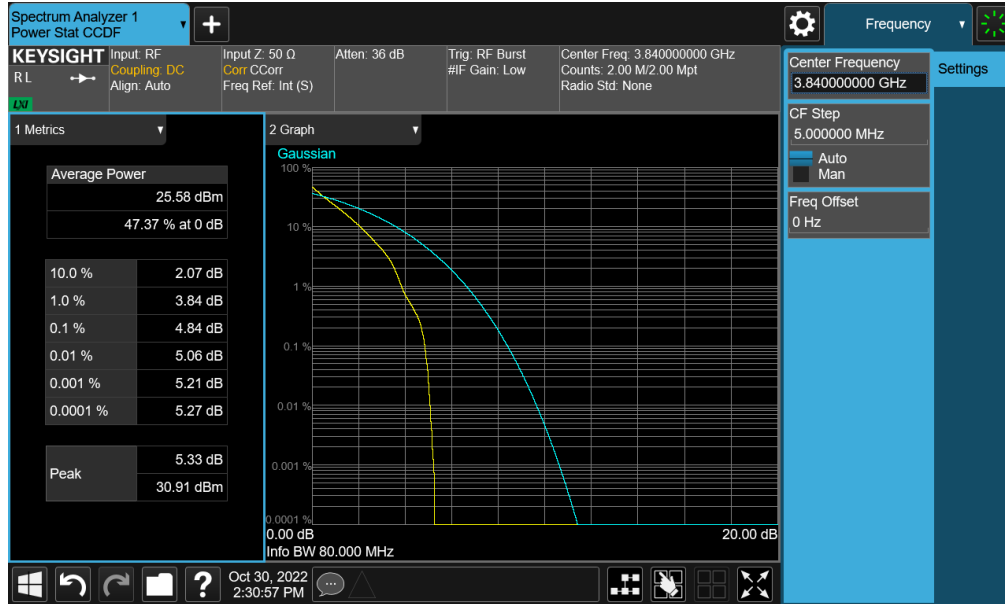 Spectrum Analyzer 1
Power Stat CCDF
+
Frequency
KEYSIGHT
RL
LXI
Input: RF
Coupling: DC
Align: Auto
Input Z: 50 Ω
Corr CCorr
Freq Ref: Int (S)
Atten: 36 dB
Trig: RF Burst
#IF Gain: Low
Center Freq: 3.840000000 GHz
Counts: 2.00 M/2.00 Mpt
Radio Std: None
Center Frequency
3.840000000 GHz
Settings
CF Step
5.000000 MHz
Auto
Man
Freq Offset
0 Hz
1 Metrics
Average Power
25.58 dBm
47.37 % at 0 dB
10.0 % 2.07 dB
1.0 % 3.84 dB
0.1 % 4.84 dB
0.01 % 5.06 dB
0.001 % 5.21 dB
0.0001 % 5.27 dB
Peak
5.33 dB
30.91 dBm
2 Graph
Gaussian
100 %
10 %
1 %
0.1 %
0.01 %
0.001 %
0.0001 %
0.00 dB 20.00 dB
Info BW 80.000 MHz
?
Oct 30, 2022
2:30:57 PM